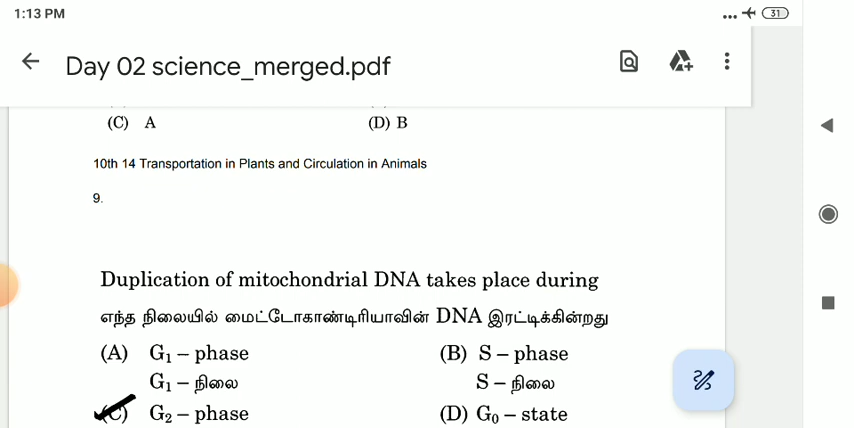 1:13 PM
31
Day 02 science_merged.pdf
(C) A (D) B
10th 14 Transportation in Plants and Circulation in Animals
9.
Duplication of mitochondrial DNA takes place during
எந்த நிலையில் மைட்டோகாண்டிரியாவின் DNA இரட்டிக்கின்றது
(A) G₁ – phase (B) S – phase
G₁ – நிலை S – நிலை
(C) G₂ – phase (D) G₀ – state